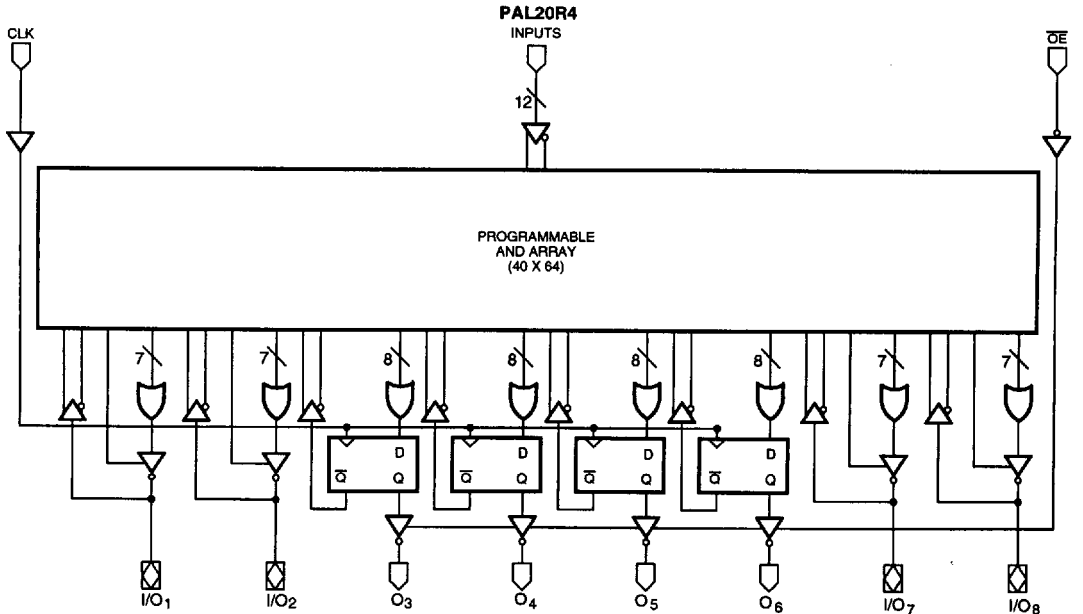 PAL20R4
CLK
INPUTS
OE
12
PROGRAMMABLE
AND ARRAY
(40 X 64)
7 7 8 8 8 8 7 7
D D D D
Q Q Q Q Q Q Q Q
I/O1 I/O2 O3 O4 O5 O6 I/O7 I/O8